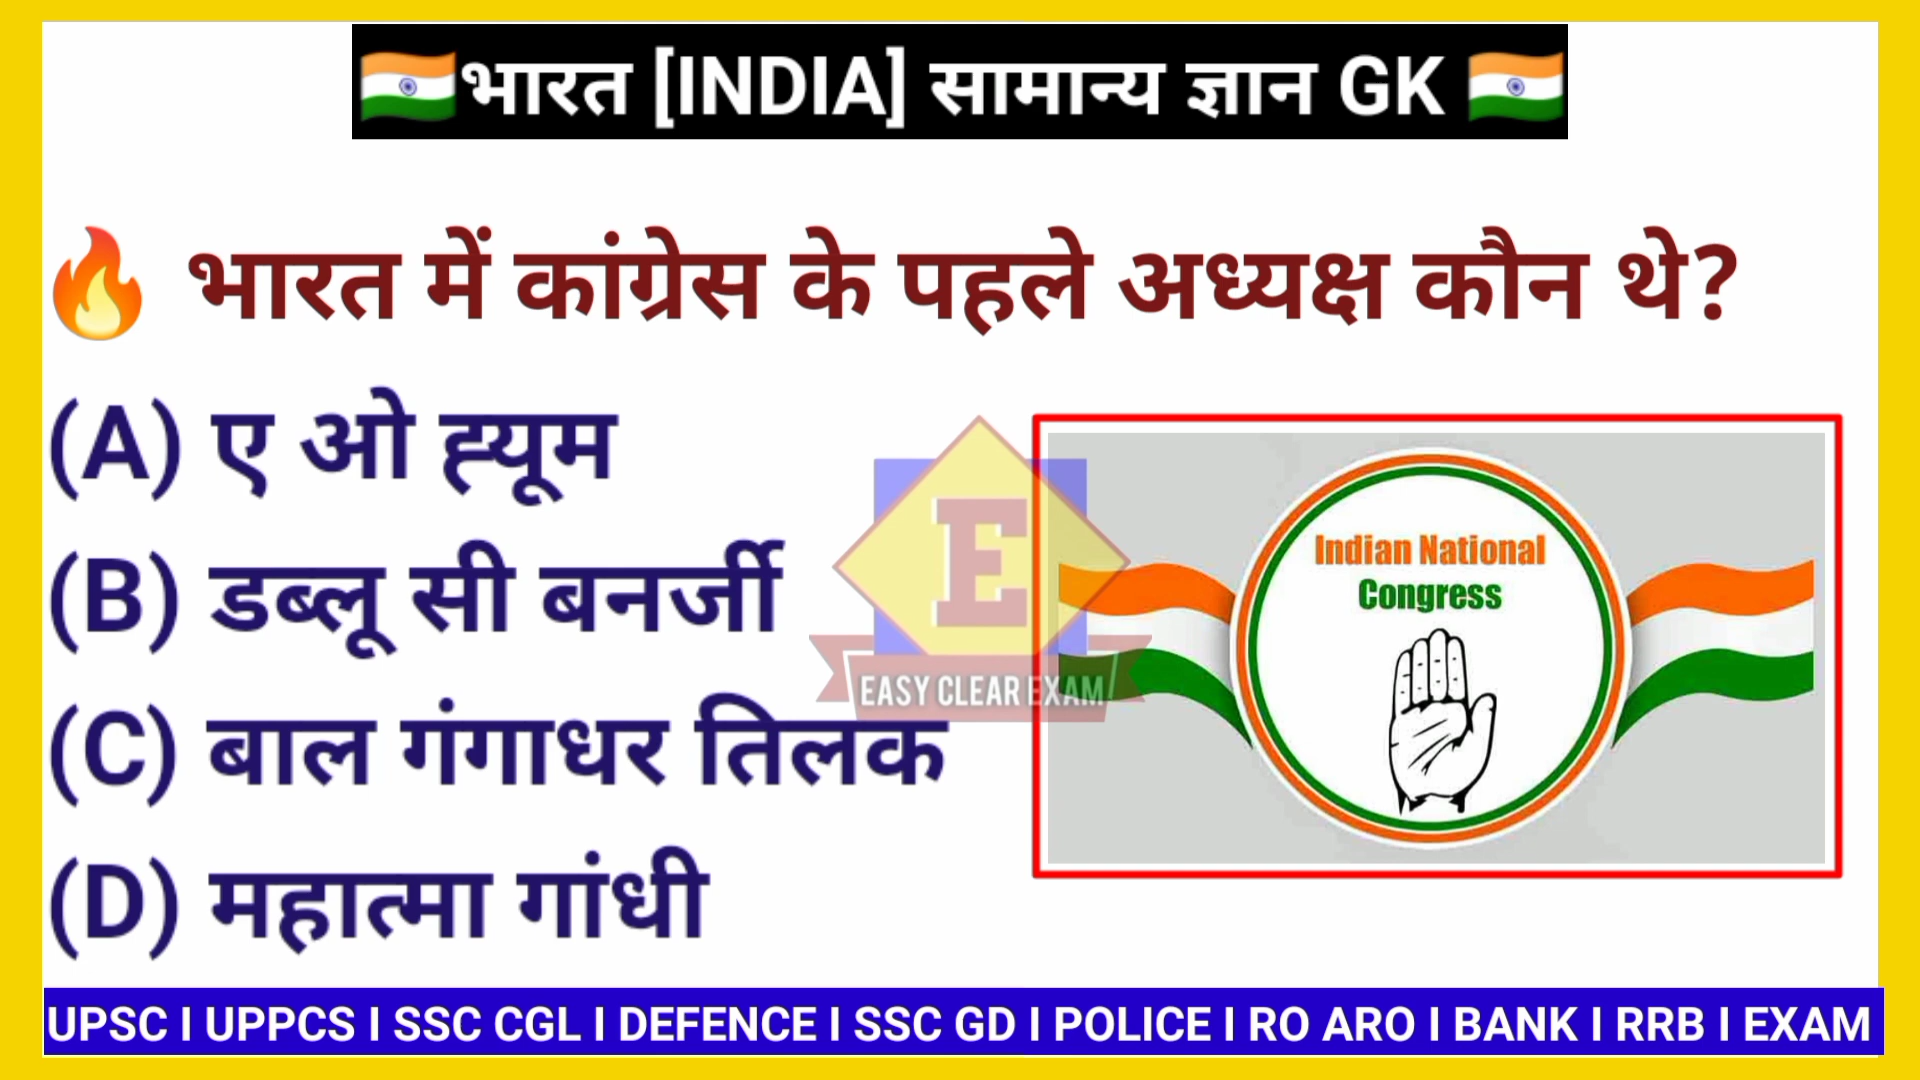 भारत [INDIA] सामान्य ज्ञान GK
भारत में कांग्रेस के पहले अध्यक्ष कौन थे?
(A) ए ओ ह्यूम
(B) डब्लू सी बनर्जी
(C) बाल गंगाधर तिलक
(D) महात्मा गांधी
E
EASY CLEAR EXAM
Indian National
Congress
UPSC I UPPCS I SSC CGL I DEFENCE I SSC GD I POLICE I RO ARO I BANK I RRB I EXAM